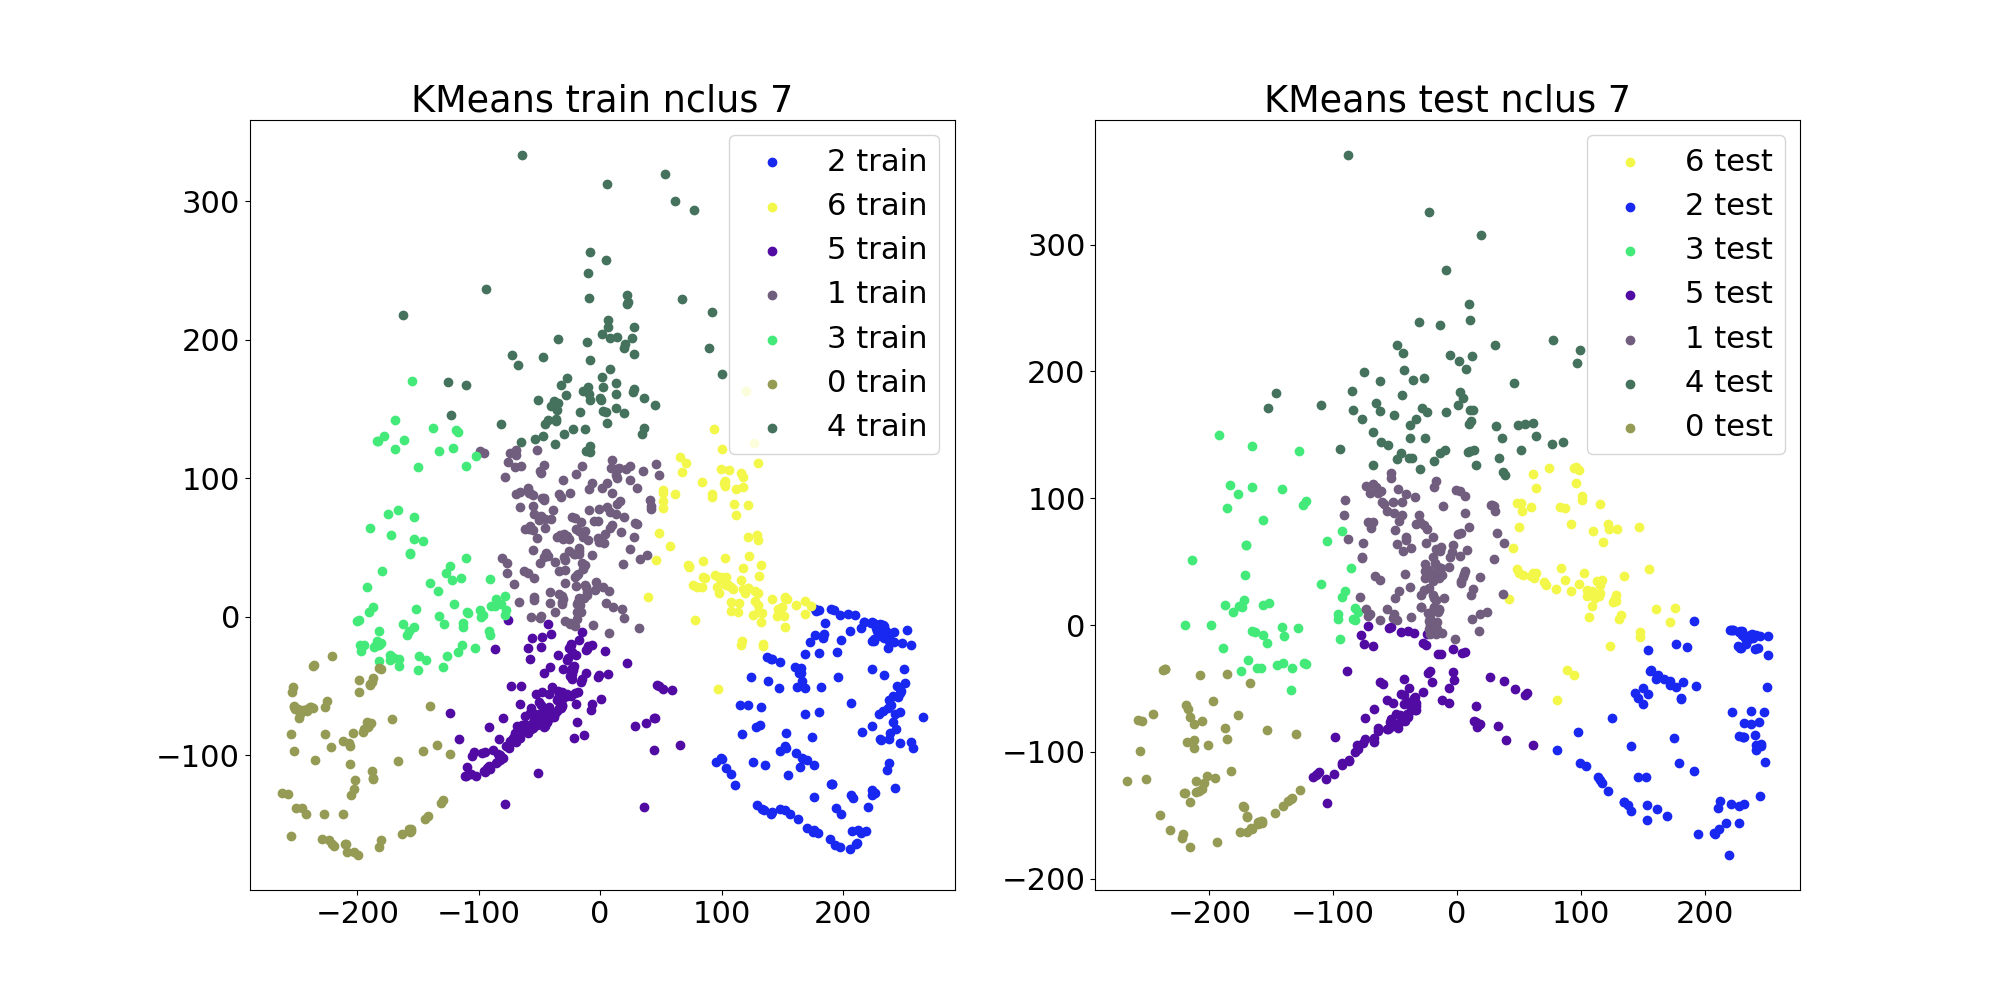 KMeans train nclus 7
2 train
6 train
5 train
1 train
3 train
0 train
4 train
300
200
100
0
−100
−200 −100 0 100 200
KMeans test nclus 7
6 test
2 test
3 test
5 test
1 test
4 test
0 test
300
200
100
0
−100
−200
−200 −100 0 100 200